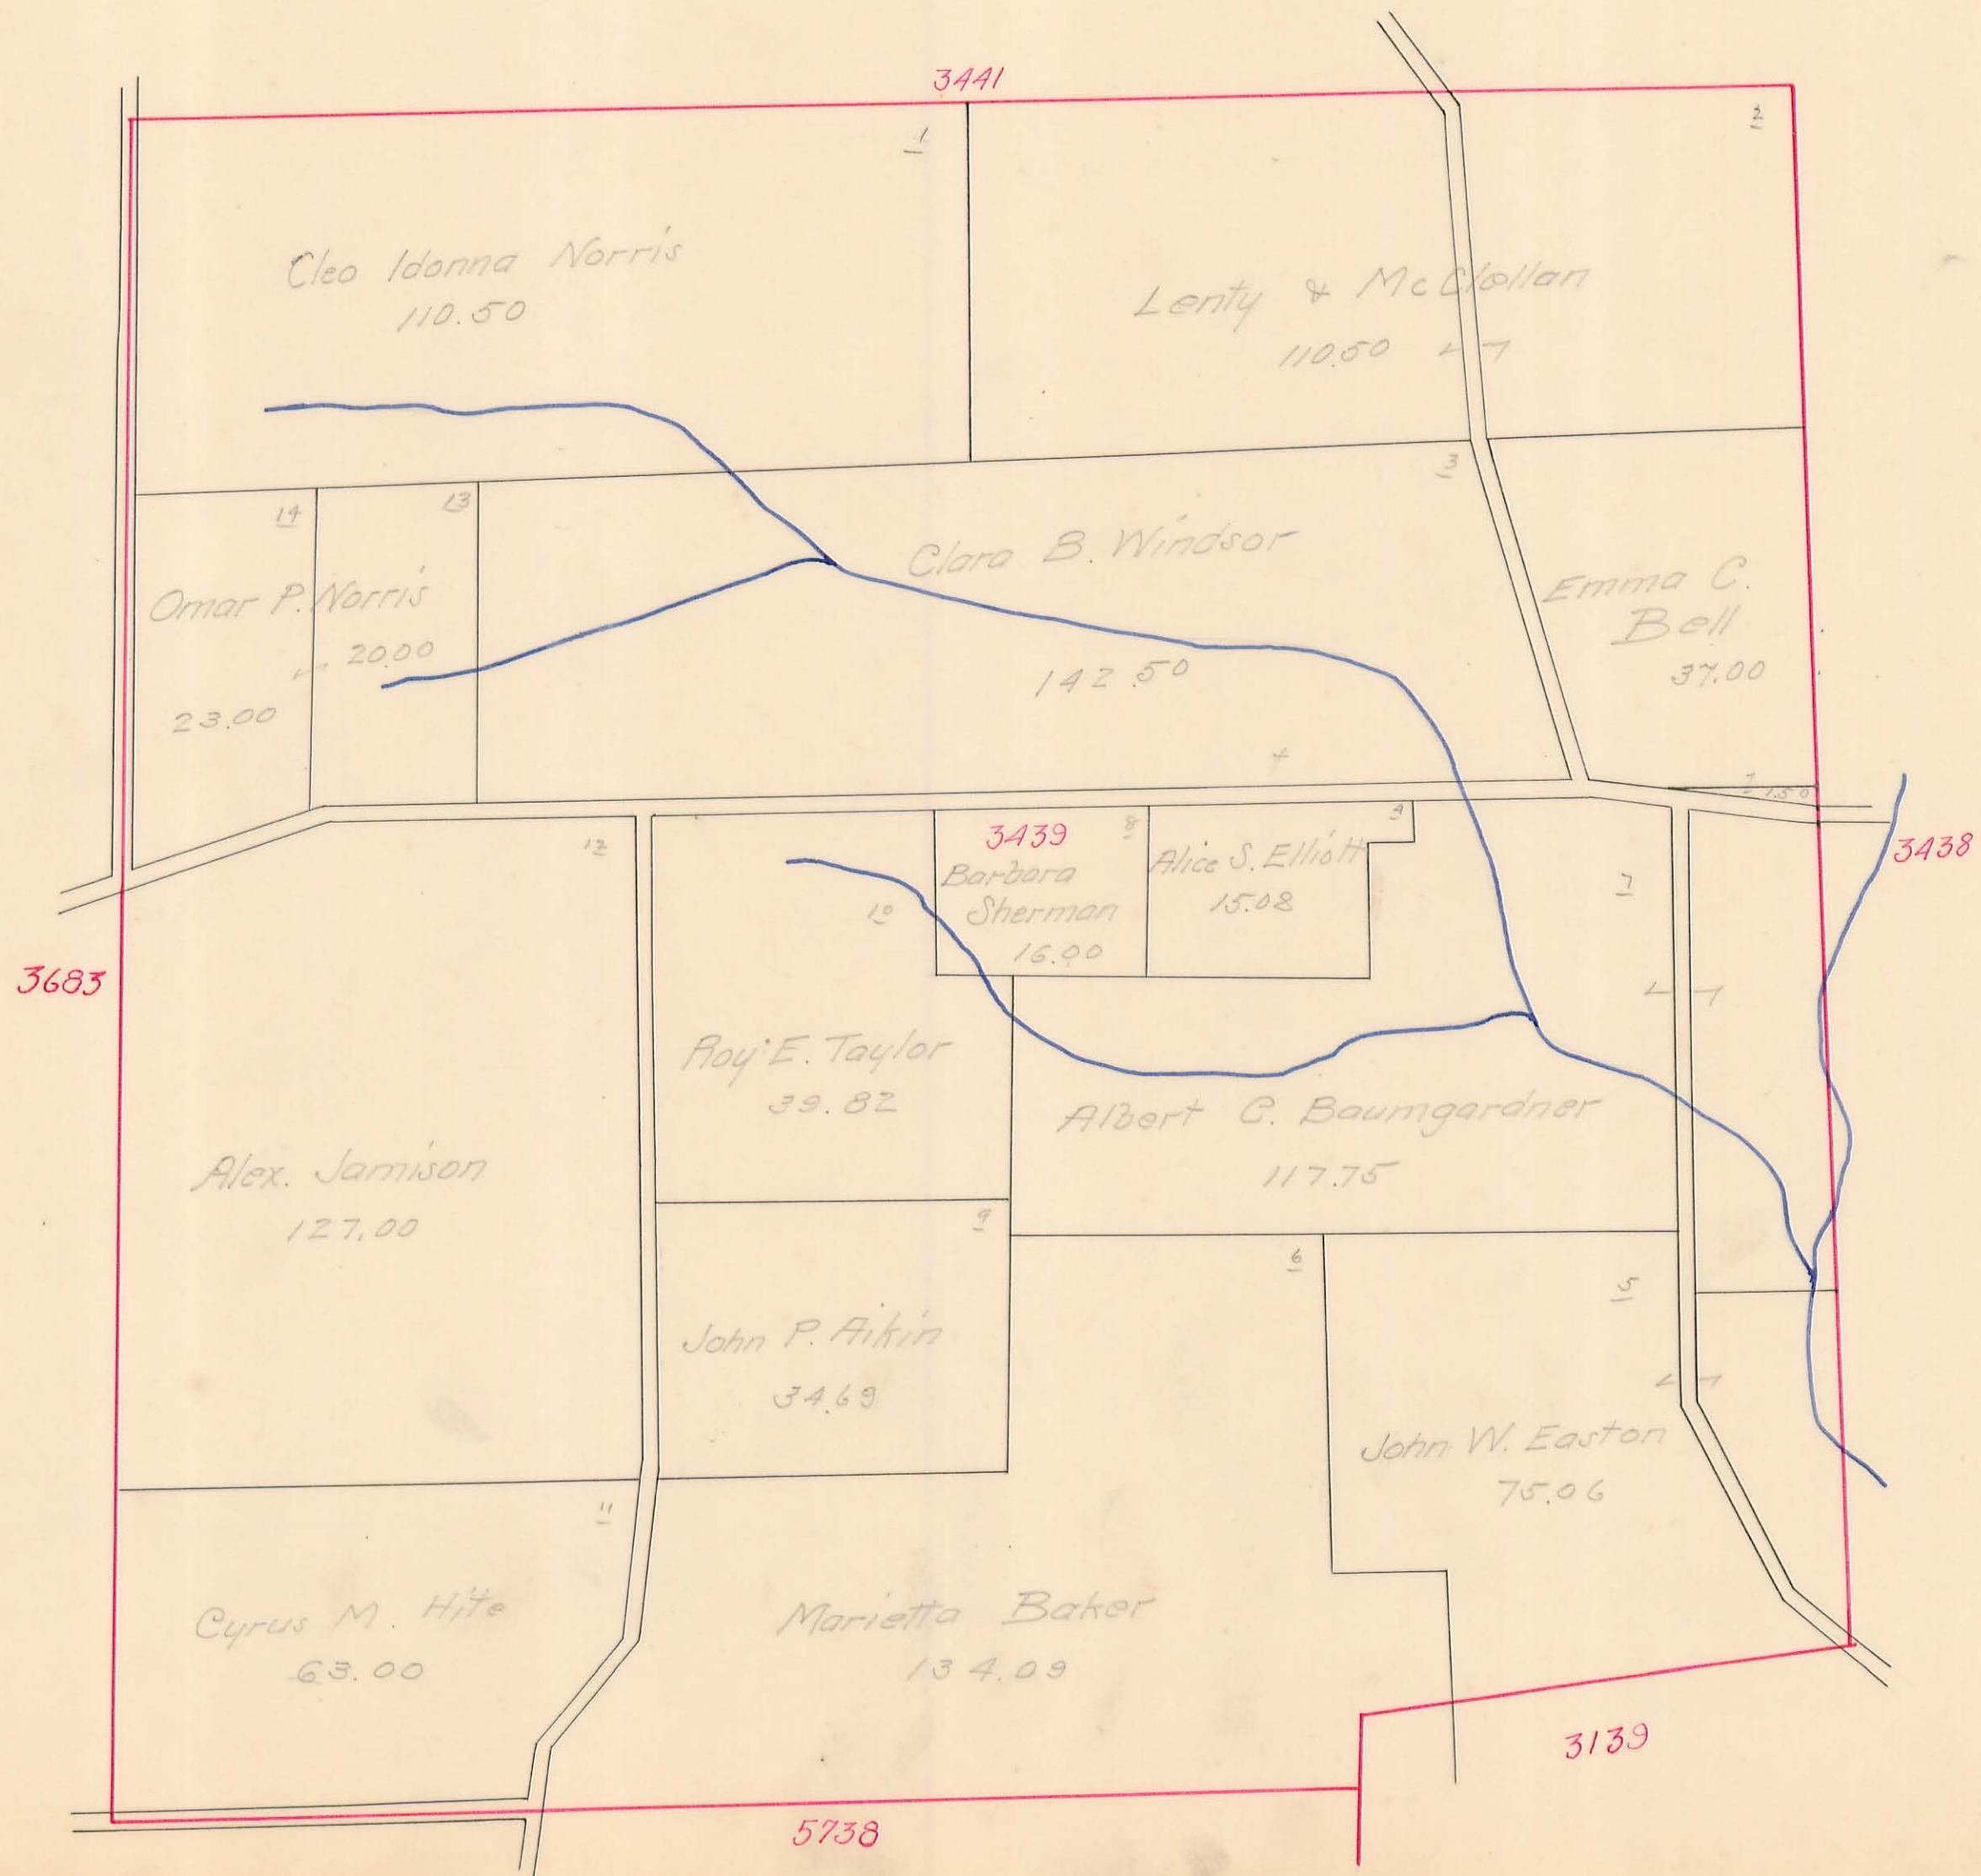 3441
1
2
Cleo Idonna Norris
110.50
Lenty & McClellan
110.50
3
14
13
Clara B. Windsor
Omar P. Norris
20.00
23.00
142.50
Emma C.
Bell
37.00
4
7
1.50
12
3439
8
Barbara
Sherman
16.00
Alice S. Elliott
15.08
10
7
3438
3683
Roy E. Taylor
39.82
Albert C. Baumgardner
117.75
Alex. Jamison
127.00
9
6
5
John P. Aikin
34.69
John W. Easton
75.06
11
Cyrus M. Hite
63.00
Marietta Baker
134.09
3139
5738